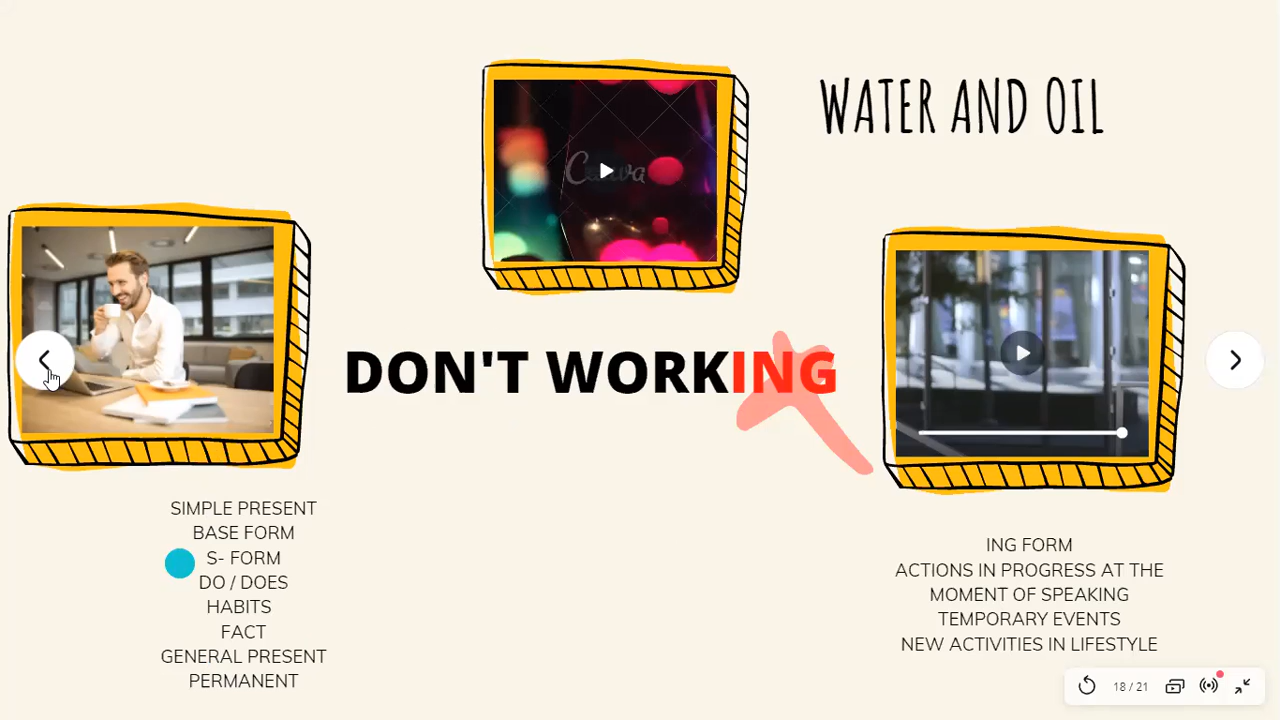 WATER AND OIL
Canva
DON'T WORKING
SIMPLE PRESENT
BASE FORM
S- FORM
DO / DOES
HABITS
FACT
GENERAL PRESENT
PERMANENT
ING FORM
ACTIONS IN PROGRESS AT THE
MOMENT OF SPEAKING
TEMPORARY EVENTS
NEW ACTIVITIES IN LIFESTYLE
18 / 21